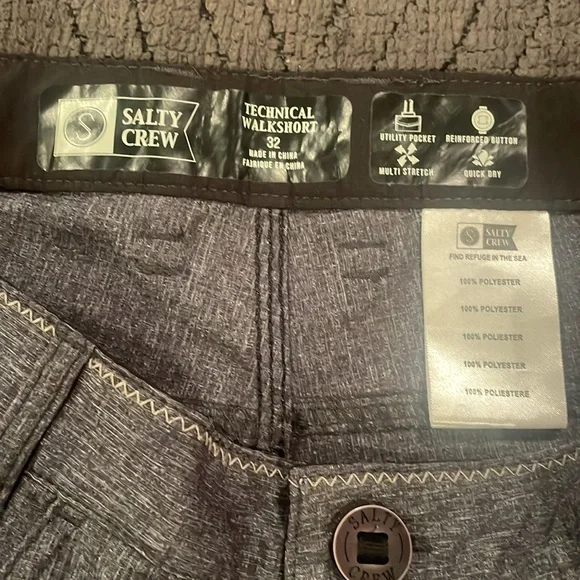 SALTY
CREW
TECHNICAL
WALKSHORT
32
MADE IN CHINA
FABRIQUE EN CHINA
UTILITY POCKET
REINFORCED BUTTON
MULTI STRETCH
QUICK DRY
S
SALTY
CREW
FIND REFUGE IN THE SEA
100% POLYESTER
100% POLYESTER
100% POLIESTER
100% POLYESTER
100% POLIESTERE
SALTY
CREW